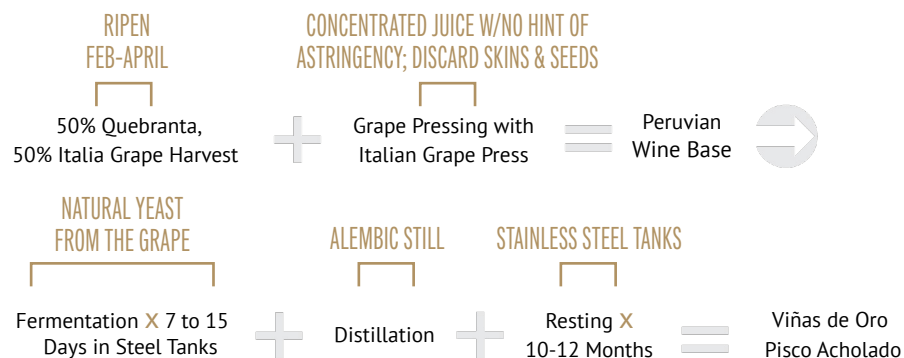 RIPEN
FEB-APRIL
CONCENTRATED JUICE W/NO HINT OF
ASTRINGENCY; DISCARD SKINS & SEEDS
50% Quebranta,
50% Italia Grape Harvest
+
Grape Pressing with
Italian Grape Press
=
Peruvian
Wine Base
NATURAL YEAST
FROM THE GRAPE
ALEMBIC STILL
STAINLESS STEEL TANKS
Fermentation X 7 to 15
Days in Steel Tanks
+
Distillation
+
Resting X
10-12 Months
=
Viñas de Oro
Pisco Acholado